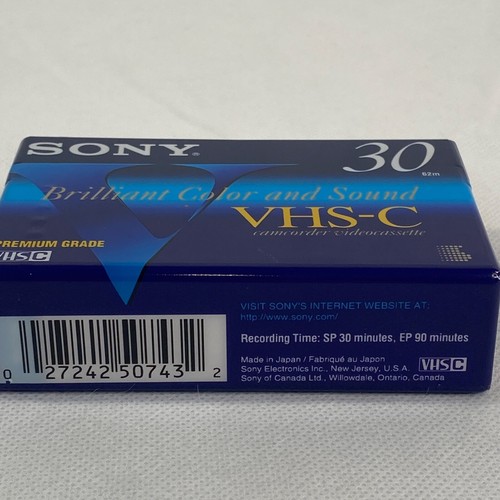 SONY®
30
62m
Brilliant Color and Sound
VHS-C
camcorder videocassette
PREMIUM GRADE
VHS C
VISIT SONY'S INTERNET WEBSITE AT:
http://www.sony.com/
Recording Time: SP 30 minutes, EP 90 minutes
Made in Japan / Fabriqué au Japon
Sony Electronics Inc., New Jersey, U.S.A.
Sony of Canada Ltd., Willowdale, Ontario, Canada
VHS C
0 27242 50743 2